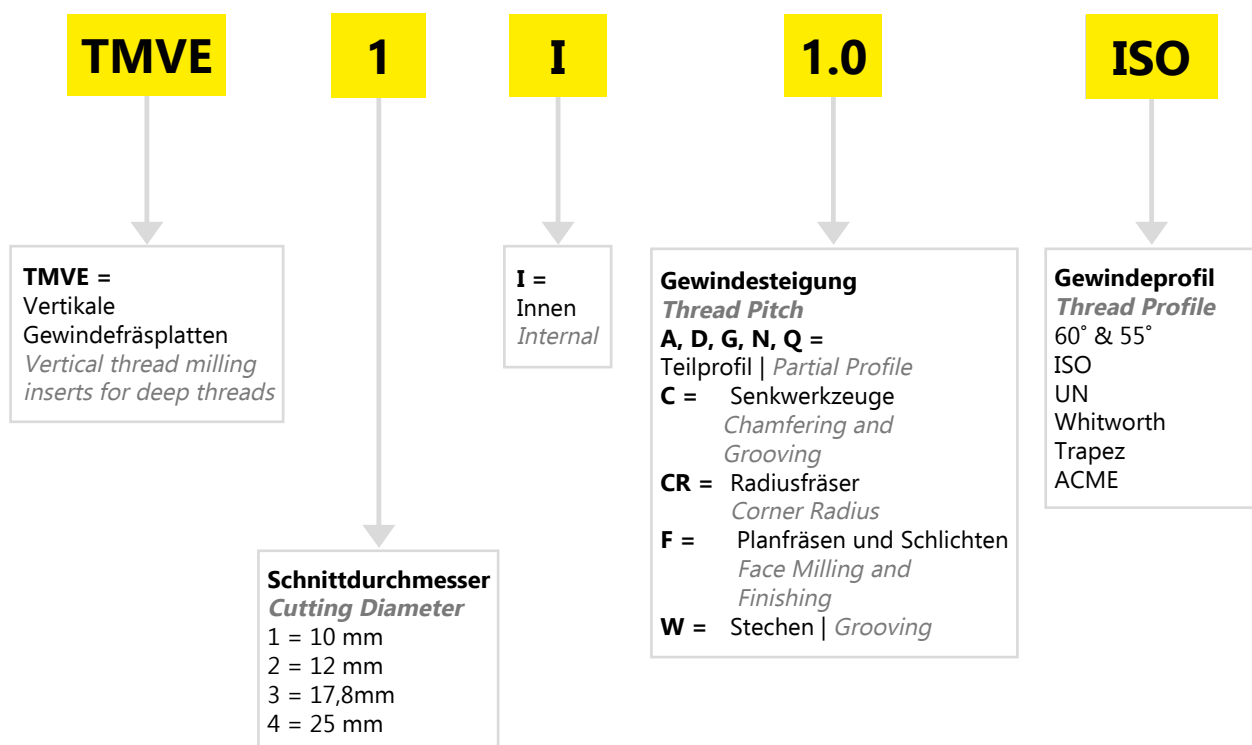 TMVE 1 I 1.0 ISO
TMVE =
Vertikale
Gewindefräsplatten
Vertical thread milling
inserts for deep threads
Schnittdurchmesser
Cutting Diameter
1 = 10 mm
2 = 12 mm
3 = 17,8mm
4 = 25 mm
I =
Innen
Internal
Gewindesteigung
Thread Pitch
A, D, G, N, Q =
Teilprofil | Partial Profile
C = Senkwerkzeuge
Chamfering and
Grooving
CR = Radiusfräser
Corner Radius
F = Planfräsen und Schlichten
Face Milling and
Finishing
W = Stechen | Grooving
Gewindeprofil
Thread Profile
60° & 55°
ISO
UN
Whitworth
Trapez
ACME